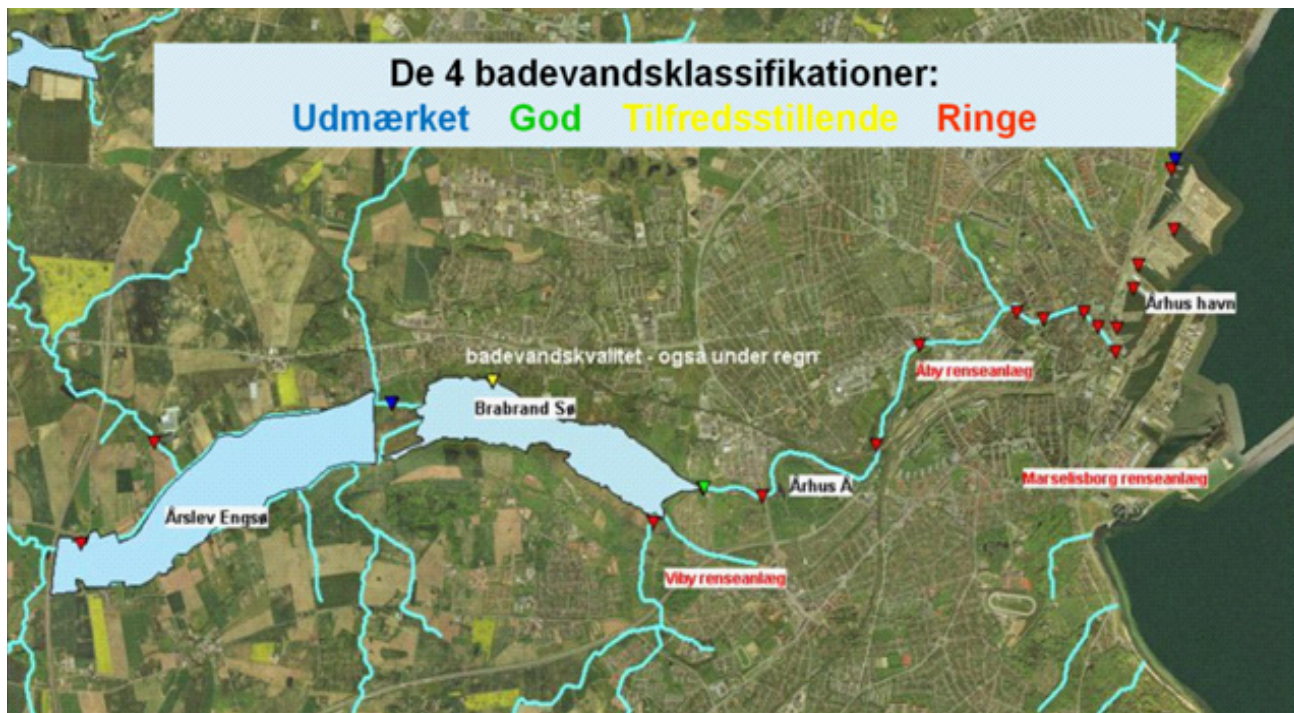 De 4 badevandsklassifikationer:
Udmærket God Tilfredsstillende Ringe
Århus havn
badevandskvalitet - også under regn
Åby renseanlæg
Brabrand Sø
Marselisborg renseanlæg
Århus Å
Årslev Engsø
Viby renseanlæg